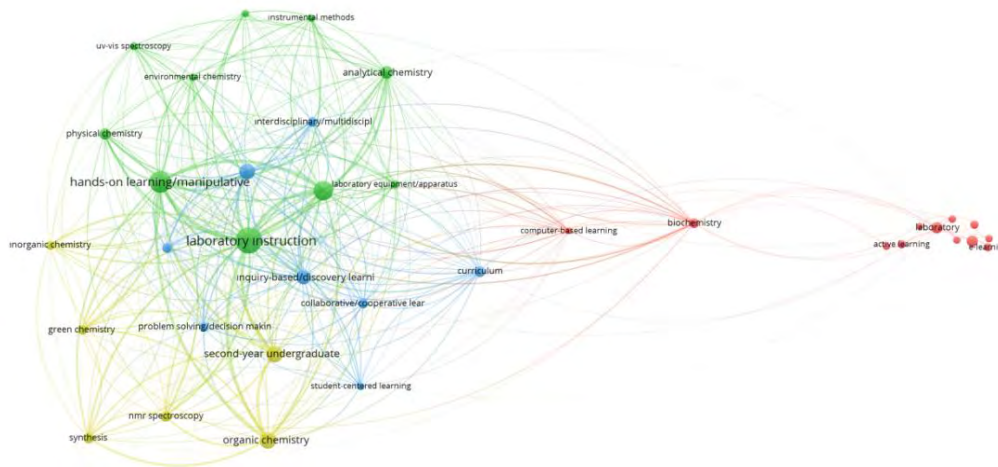 instrumental methods
uv-vis spectroscopy
analytical chemistry
environmental chemistry
interdisciplinary/multidiscipl
physical chemistry
hands-on learning/manipulative
laboratory equipment/apparatus
biochemistry
laboratory
computer-based learning
laboratory instruction
inorganic chemistry
active learning
e-learni
curriculum
inquiry-based/discovery learni
collaborative/cooperative lear
problem solving/decision makin
green chemistry
second-year undergraduate
student-centered learning
nmr spectroscopy
synthesis
organic chemistry